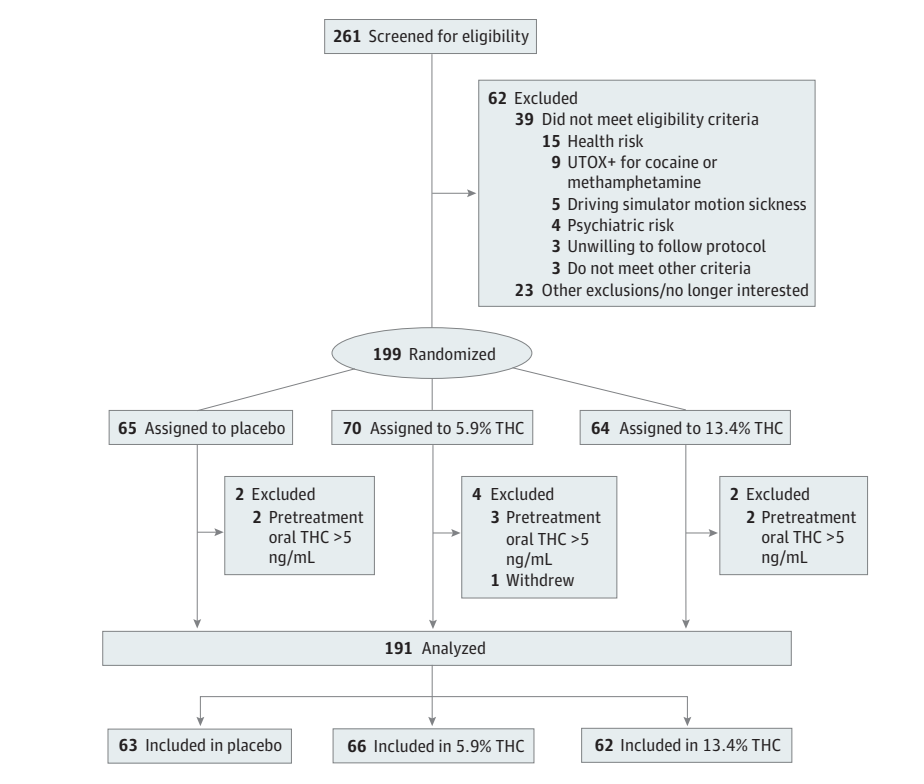 261 Screened for eligibility
62 Excluded
39 Did not meet eligibility criteria
15 Health risk
9 UTOX+ for cocaine or
methamphetamine
5 Driving simulator motion sickness
4 Psychiatric risk
3 Unwilling to follow protocol
3 Do not meet other criteria
23 Other exclusions/no longer interested
199 Randomized
65 Assigned to placebo
70 Assigned to 5.9% THC
64 Assigned to 13.4% THC
2 Excluded
2 Pretreatment
oral THC >5
ng/mL
4 Excluded
3 Pretreatment
oral THC >5
ng/mL
1 Withdrew
2 Excluded
2 Pretreatment
oral THC >5
ng/mL
191 Analyzed
63 Included in placebo
66 Included in 5.9% THC
62 Included in 13.4% THC